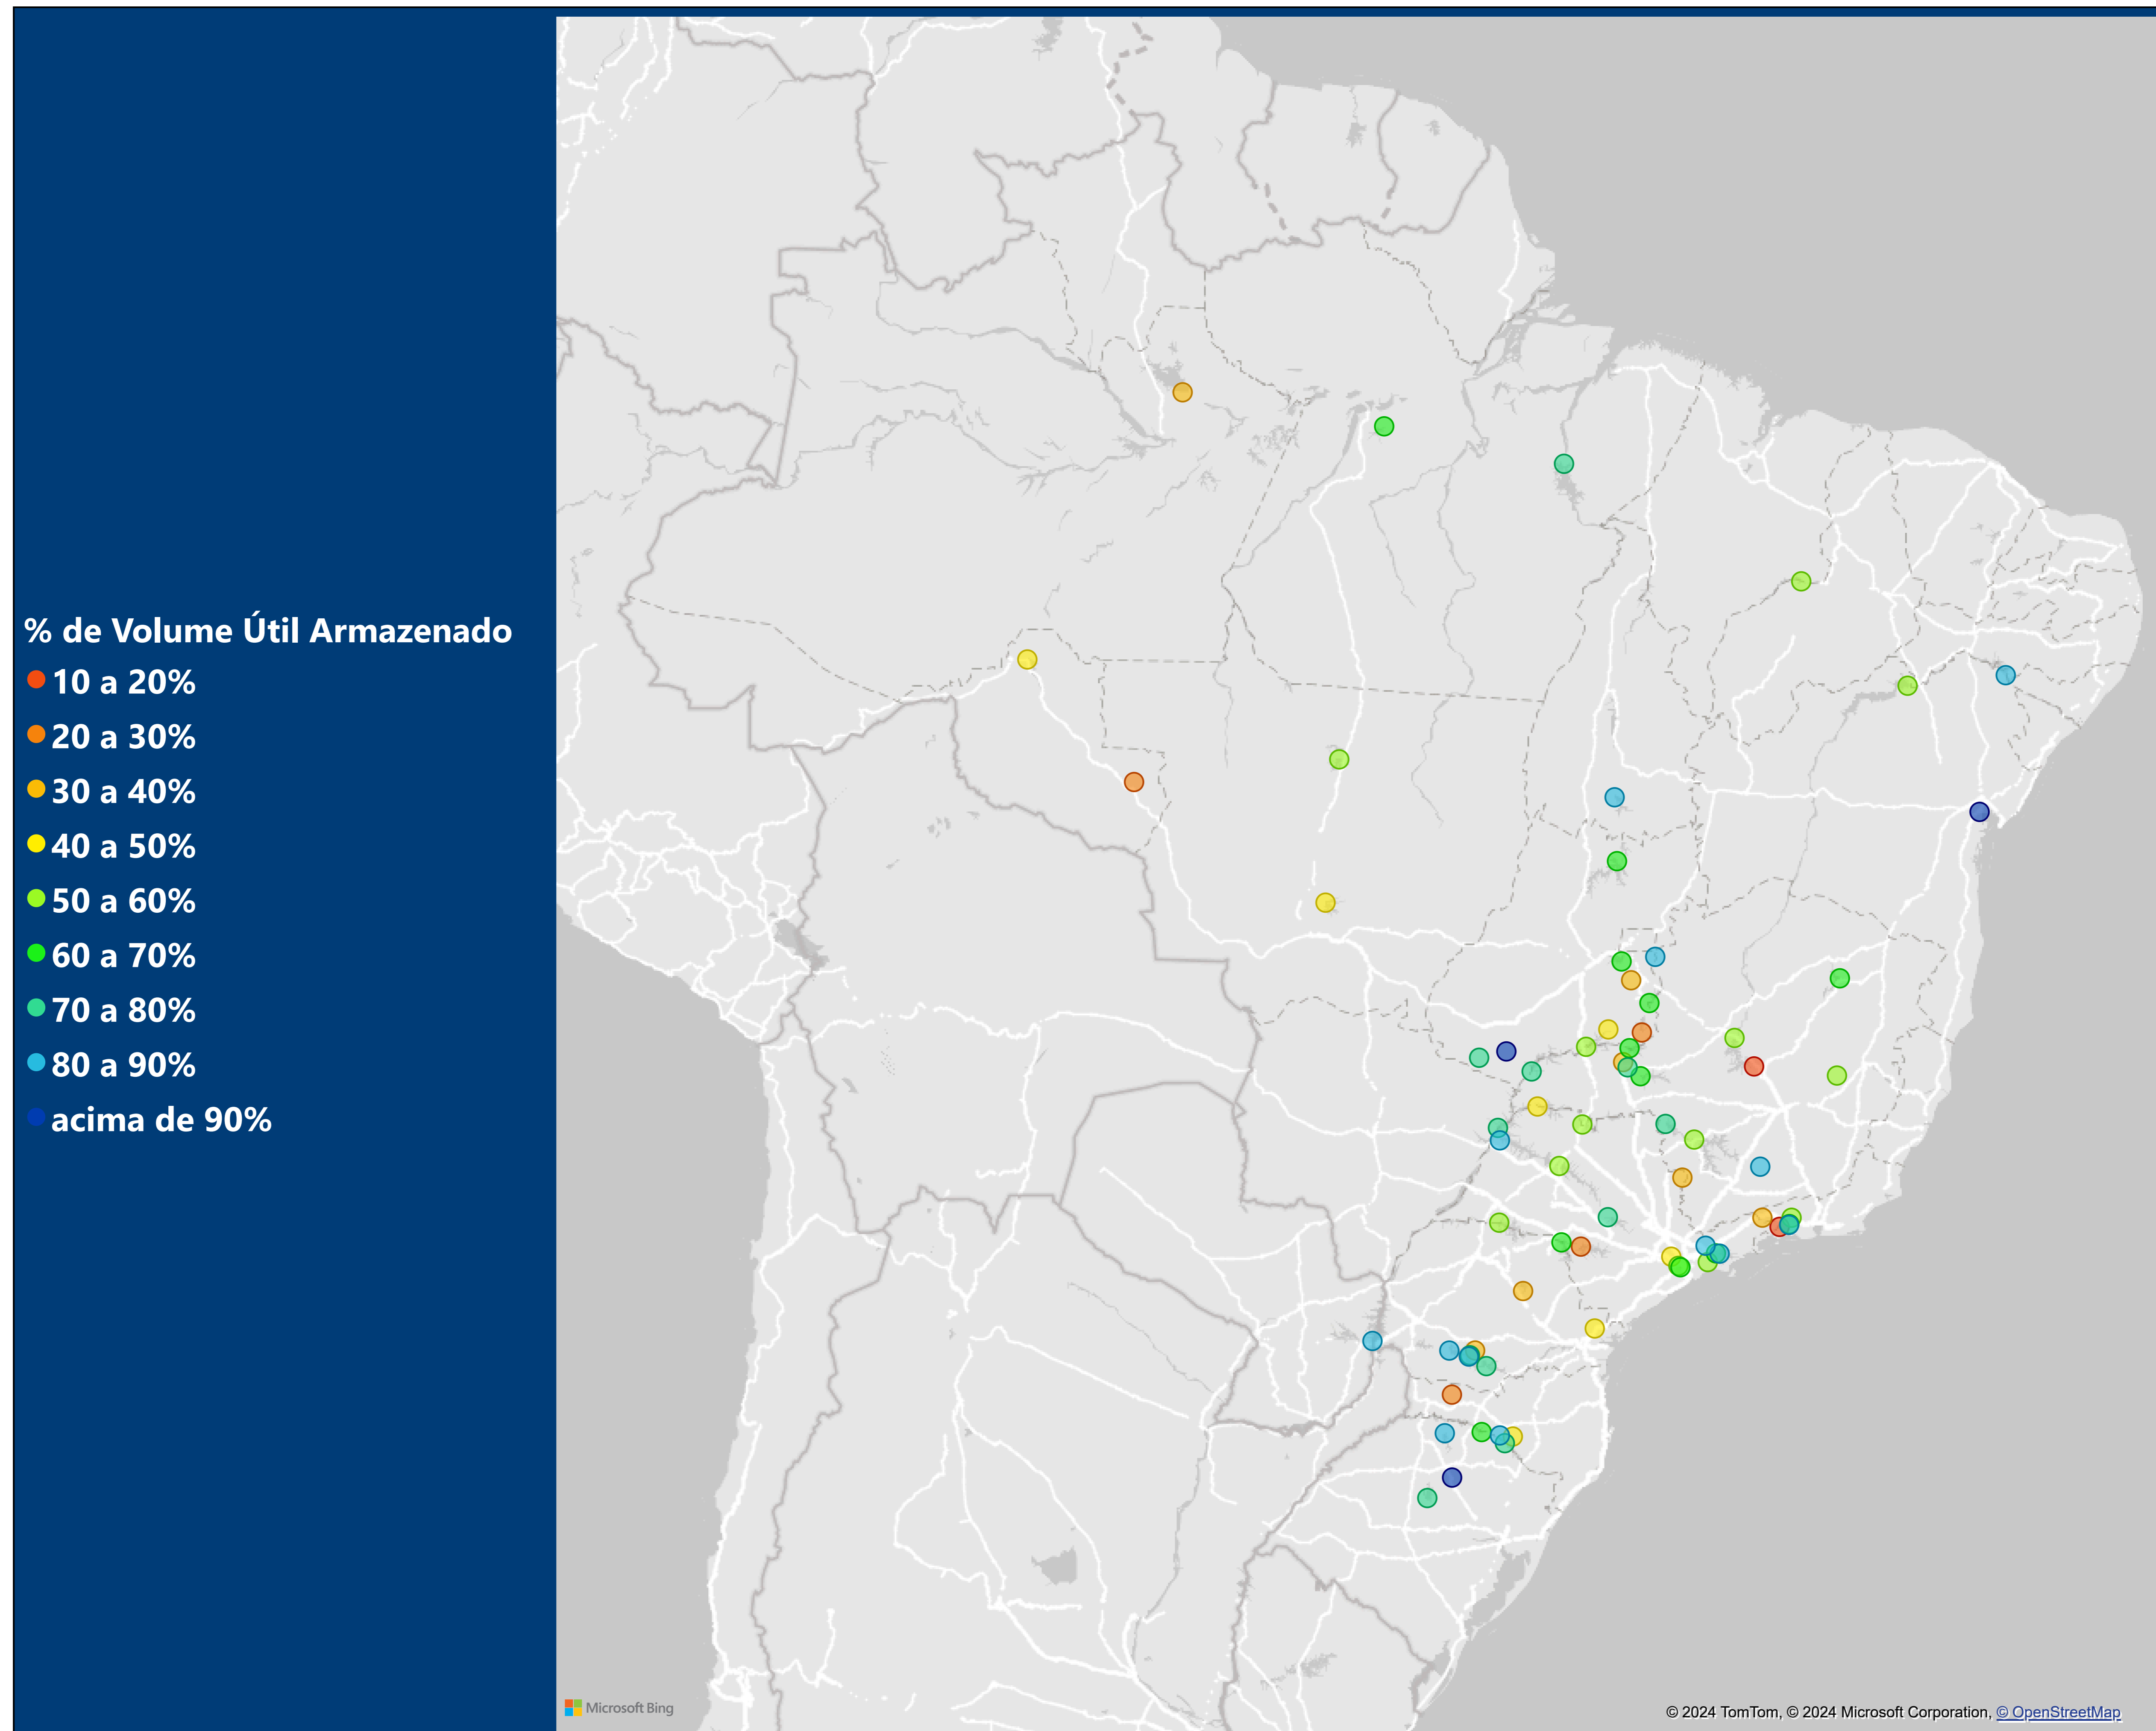 % de Volume Útil Armazenado
10 a 20%
20 a 30%
30 a 40%
40 a 50%
50 a 60%
60 a 70%
70 a 80%
80 a 90%
acima de 90%
Microsoft Bing
© 2024 TomTom, © 2024 Microsoft Corporation, © OpenStreetMap